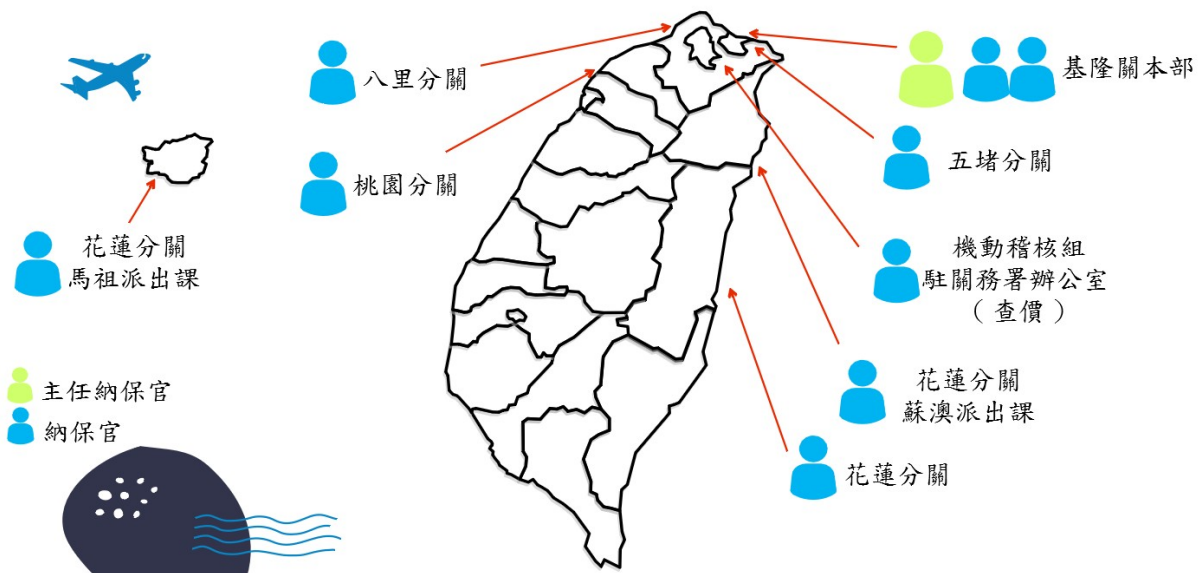 八里分關
桃園分關
花蓮分關
馬祖派出課
主任納保官
納保官
基隆關本部
五堵分關
機動稽核組
駐關務署辦公室
（查價）
花蓮分關
蘇澳派出課
花蓮分關